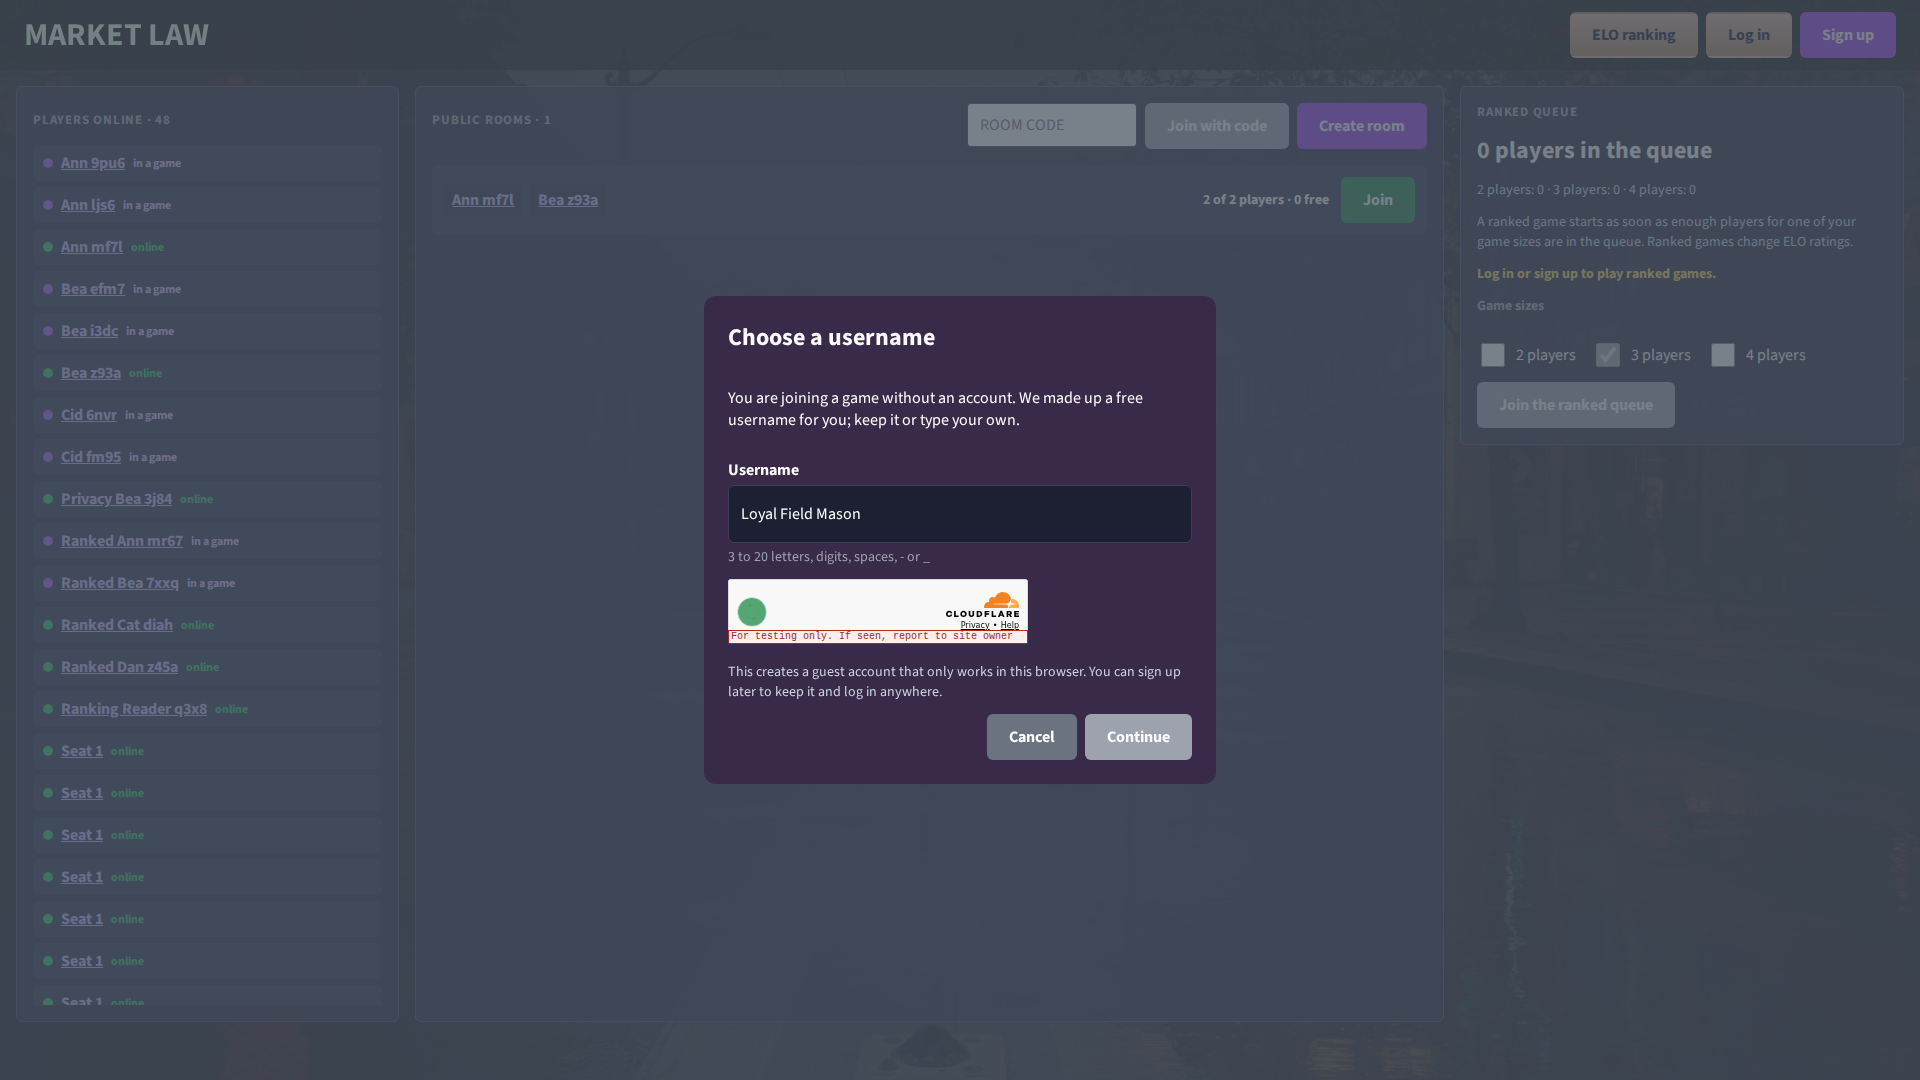 MARKET LAW
ELO ranking
Log in
Sign up
PLAYERS ONLINE · 48
Ann 9pu6 in a game
Ann ljs6 in a game
Ann mf7l online
Bea efm7 in a game
Bea i3dc in a game
Bea z93a online
Cid 6nvr in a game
Cid fm95 in a game
Privacy Bea 3j84 online
Ranked Ann mr67 in a game
Ranked Bea 7xxq in a game
Ranked Cat diah online
Ranked Dan z45a online
Ranking Reader q3x8 online
Seat 1 online
Seat 1 online
Seat 1 online
Seat 1 online
Seat 1 online
Seat 1 online
Seat 1 online
PUBLIC ROOMS · 1
ROOM CODE
Join with code
Create room
Ann mf7l Bea z93a
2 of 2 players · 0 free
Join
Choose a username
You are joining a game without an account. We made up a free
username for you; keep it or type your own.
Username
Loyal Field Mason
3 to 20 letters, digits, spaces, - or _
CLOUDFLARE
Privacy • Help
For testing only. If seen, report to site owner
This creates a guest account that only works in this browser. You can sign up
later to keep it and log in anywhere.
Cancel
Continue
RANKED QUEUE
0 players in the queue
2 players: 0 · 3 players: 0 · 4 players: 0
A ranked game starts as soon as enough players for one of your
game sizes are in the queue. Ranked games change ELO ratings.
Log in or sign up to play ranked games.
Game sizes
2 players
3 players
4 players
Join the ranked queue